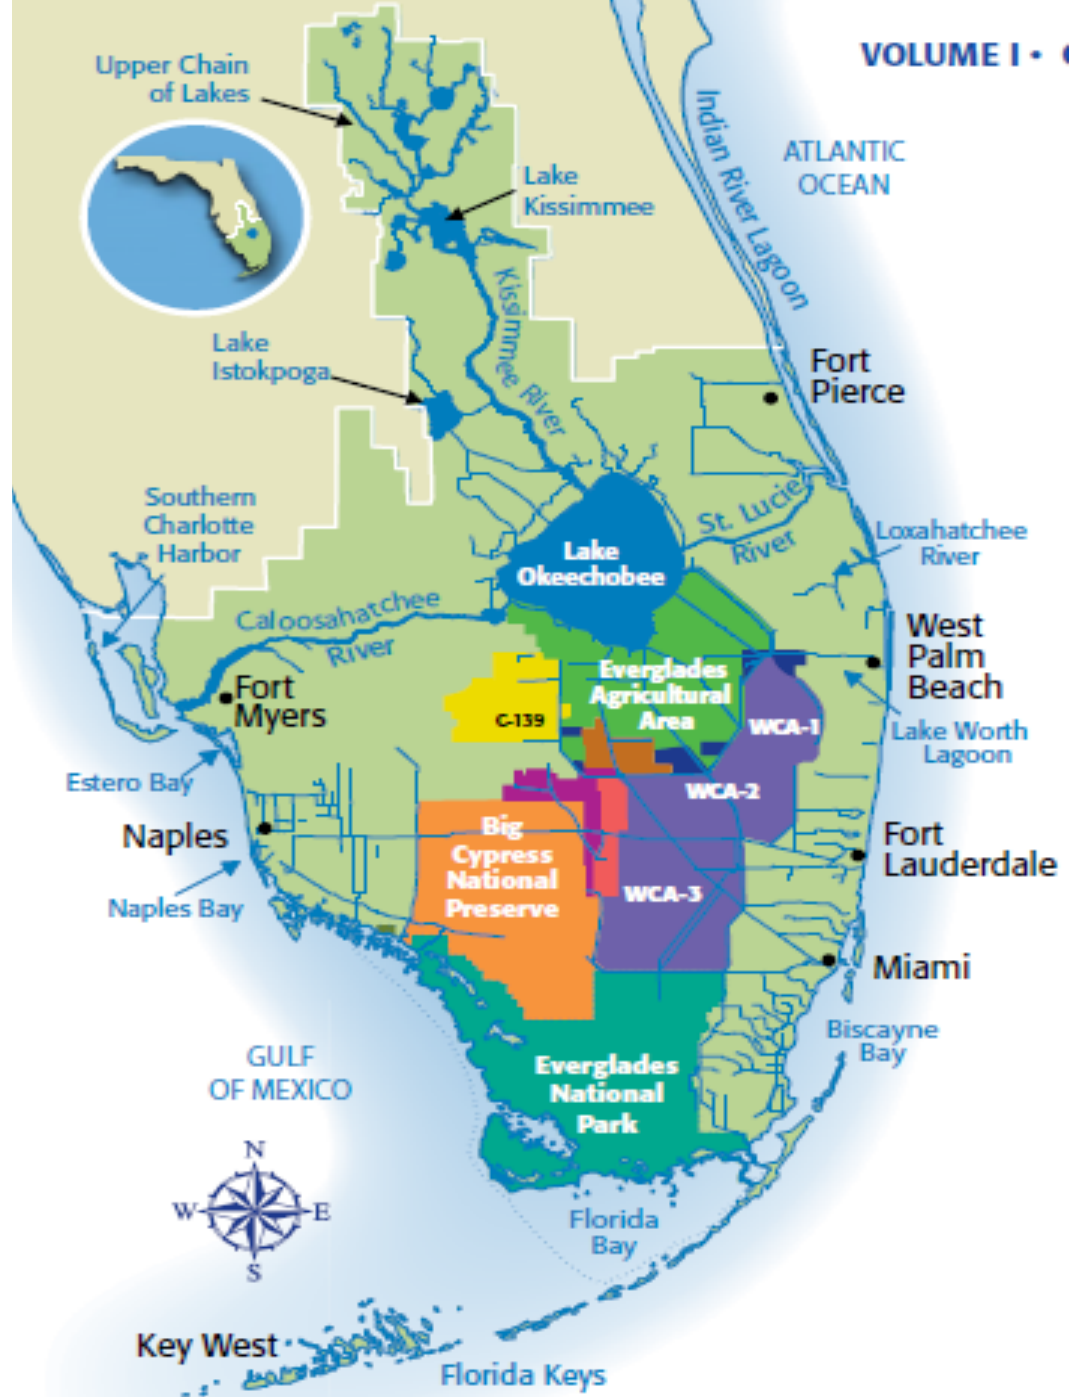 VOLUME I •
Upper Chain
of Lakes
Indian River Lagoon
ATLANTIC
OCEAN
Lake
Kissimmee
Kissimmee River
Lake
Istokpoga
Fort
Pierce
Southern
Charlotte
Harbor
St. Lucie
River
Loxahatchee
River
Lake
Okeechobee
Caloosahatchee
River
West
Palm
Beach
Everglades
Agricultural
Area
Fort
Myers
C-139
WCA-1
Lake Worth
Lagoon
Estero Bay
WCA-2
Naples
Big
Cypress
National
Preserve
Fort
Lauderdale
WCA-3
Naples Bay
Miami
Biscayne
Bay
GULF
OF MEXICO
Everglades
National
Park
N
W
E
S
Florida
Bay
Key West
Florida Keys